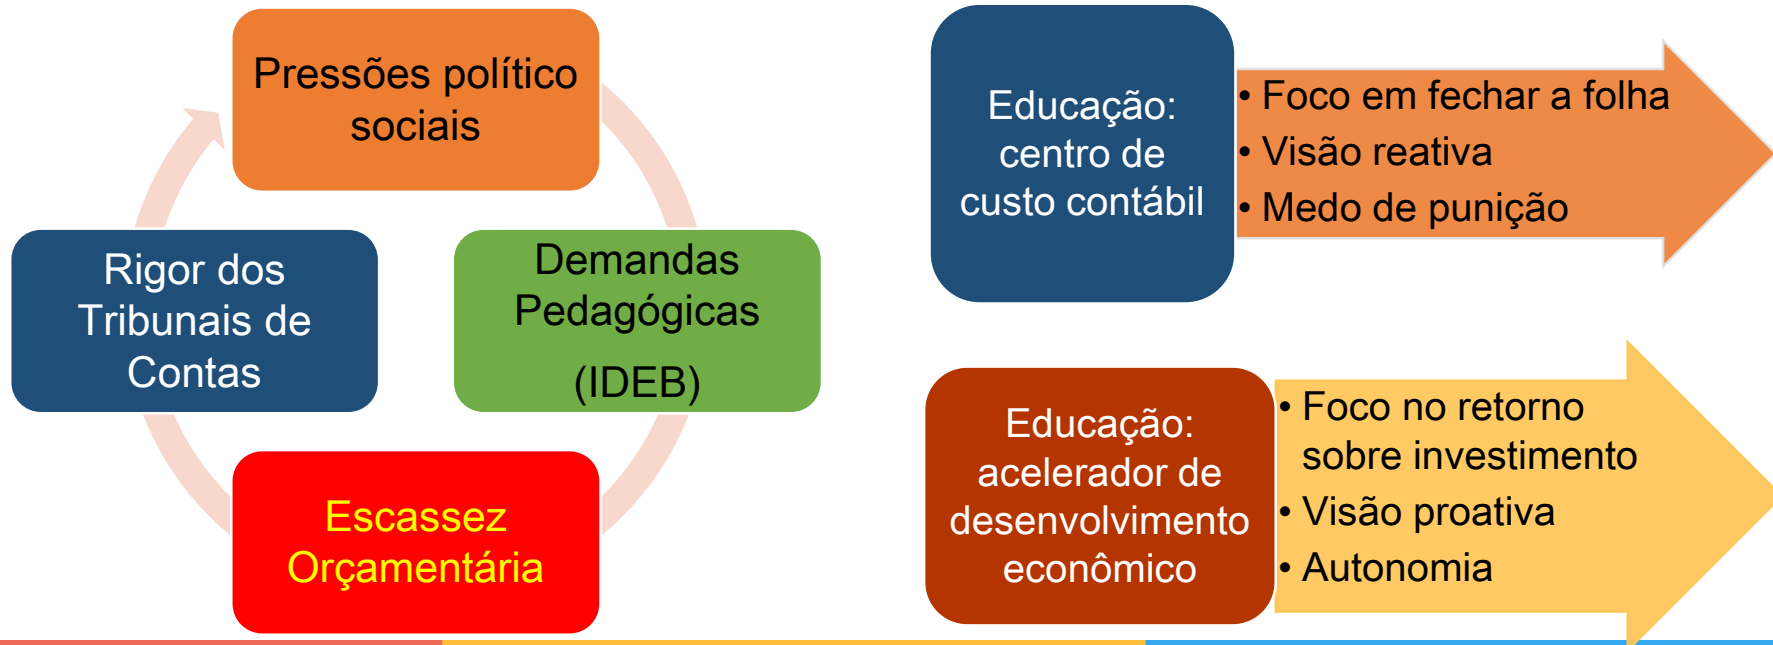 Pressões político
sociais
Rigor dos
Tribunais de
Contas
Demandas
Pedagógicas
(IDEB)
Escassez
Orçamentária
Educação:
centro de
custo contábil
• Foco em fechar a folha
• Visão reativa
• Medo de punição
Educação:
acelerador de
desenvolvimento
econômico
• Foco no retorno
sobre investimento
• Visão proativa
• Autonomia